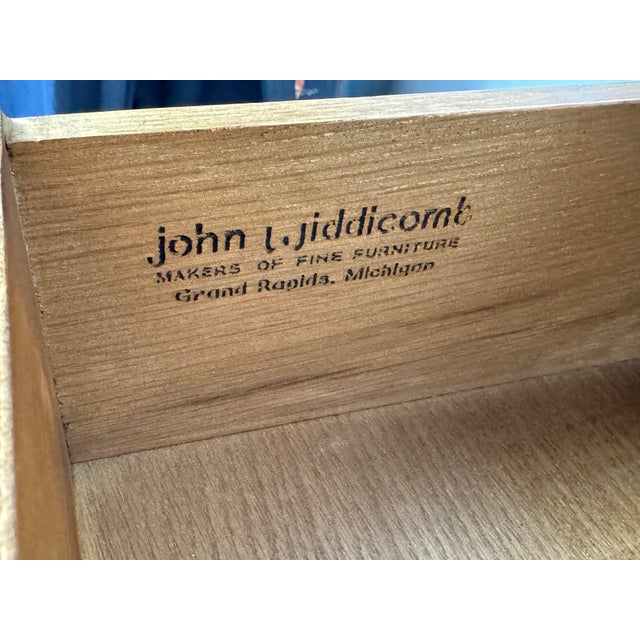 john widdicomb
MAKERS OF FINE FURNITURE
Grand Rapids, Michigan